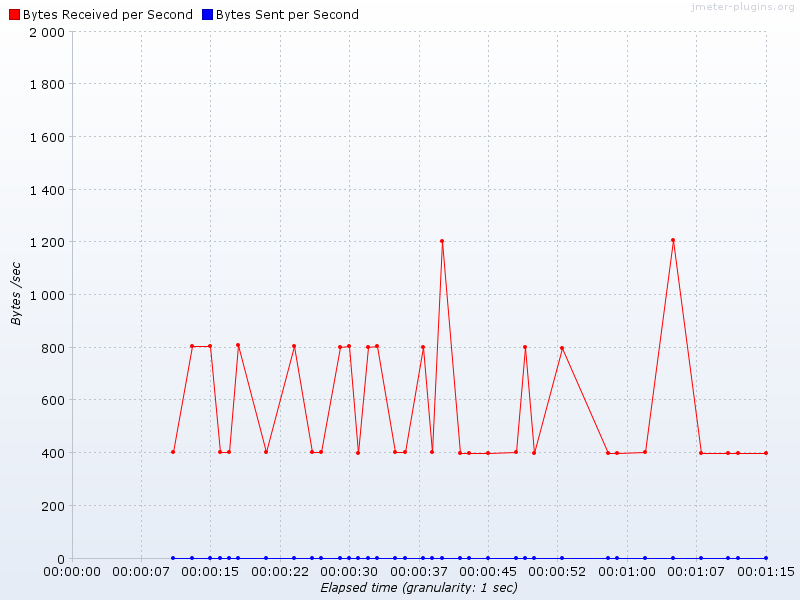 jmeter-plugins.org
Bytes Received per Second Bytes Sent per Second
2 000
1 800
1 600
1 400
1 200
1 000
800
600
400
200
0
Bytes /sec
00:00:00 00:00:07 00:00:15 00:00:22 00:00:30 00:00:37 00:00:45 00:00:52 00:01:00 00:01:07 00:01:15
Elapsed time (granularity: 1 sec)